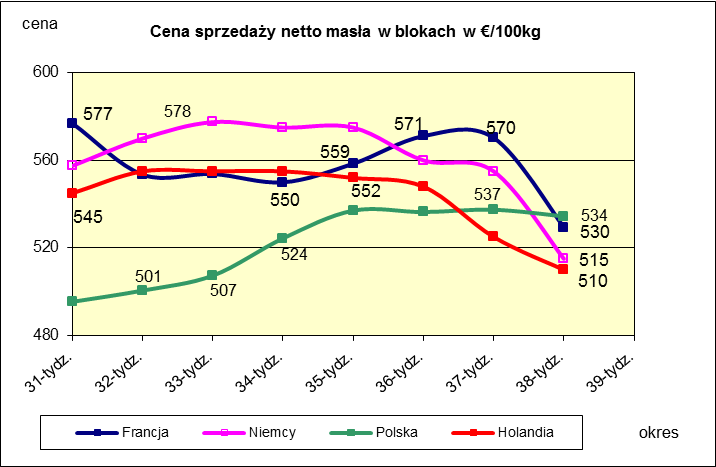 cena
Cena sprzedaży netto masła w blokach w €/100kg
600
560
520
480
577
578
559
571
570
545
550
552
537
534
530
501
507
524
515
510
31-tydz.
32-tydz.
33-tydz.
34-tydz.
35-tydz.
36-tydz.
37-tydz.
38-tydz.
39-tydz.
Francja Niemcy Polska Holandia
okres